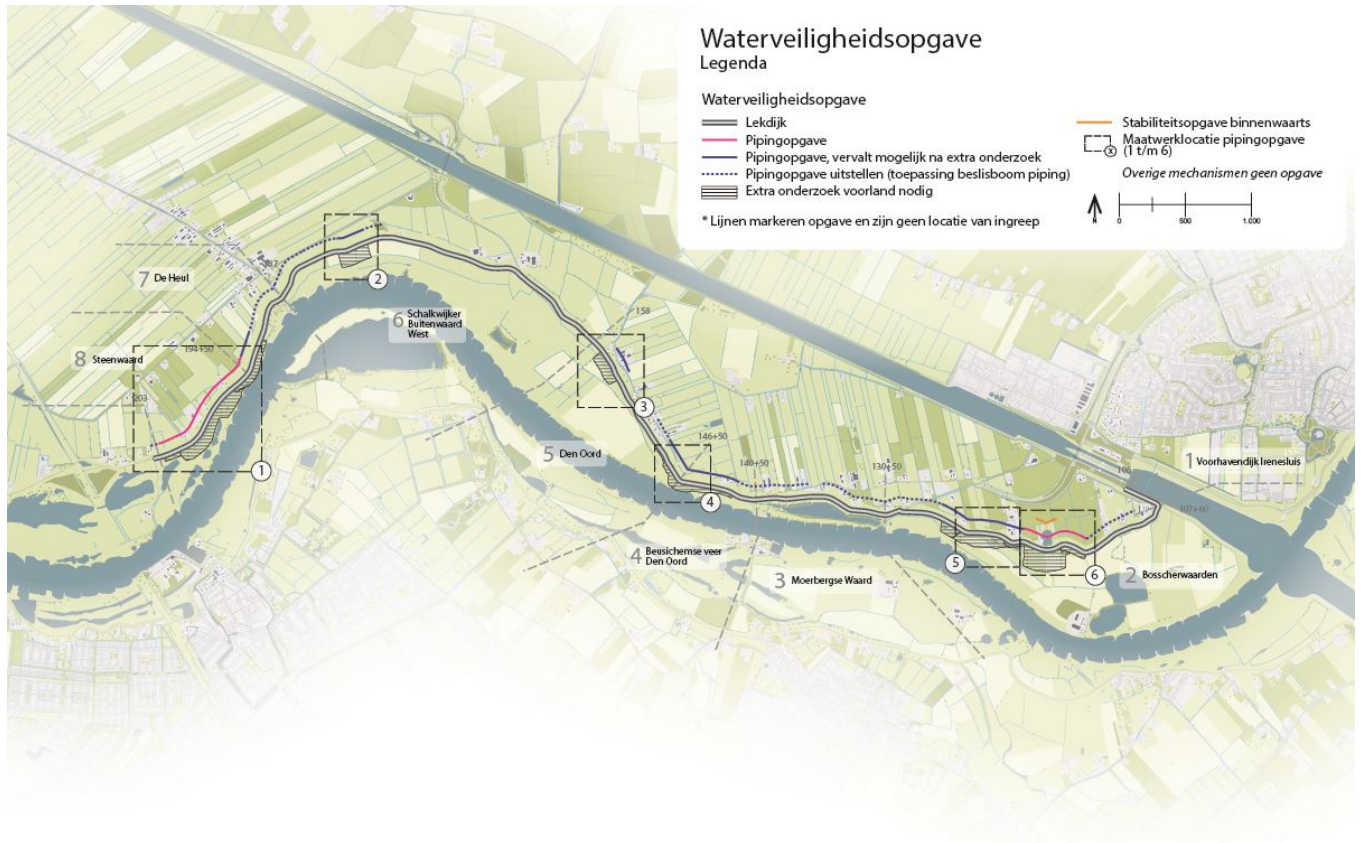 Waterveiligheidsopgave
Legenda
Waterveiligheidsopgave
Lekdijk
Pipingopgave
Pipingopgave, vervalt mogelijk na extra onderzoek
Pipingopgave uitstellen (toepassing beslisboom piping)
Extra onderzoek voorland nodig
* Lijnen markeren opgave en zijn geen locatie van ingreep
Stabiliteitsopgave binnenwaarts
Maatwerklocatie pipingopgave
(1 t/m 6)
x
Overige mechanismen geen opgave
N
0 500 1.000
7 De Heul
187
2
6 Schalkwijker
Buitenwaard
West
158
8 Steenwaard
194+50
203
3
1
5 Den Oord
146+50
140+50
130+50
4
106
1 Voorhavendijk Irenesluis
107+60
4 Beusichemse veer
Den Oord
3 Moerbergse Waard
5
6
2 Bosscherwaarden